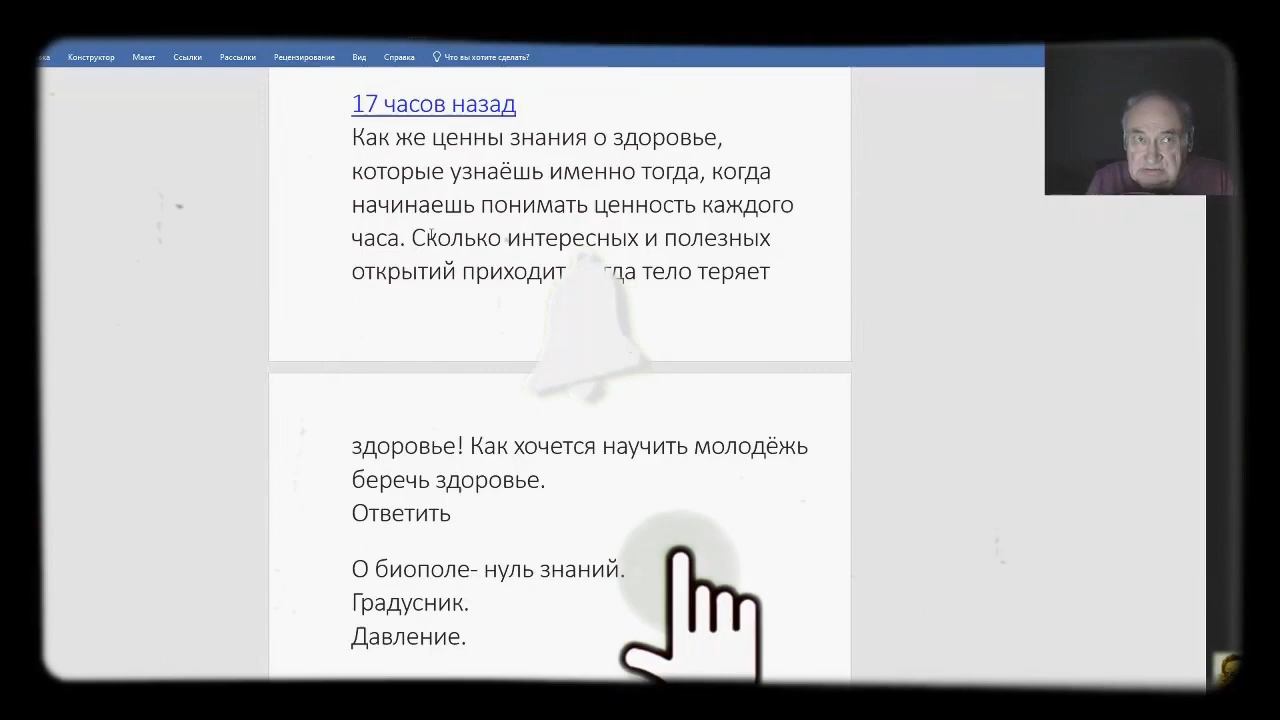 Конструктор Макет Ссылки Рассылки Рецензирование Вид Справка Что вы хотите сделать?
17 часов назад
Как же ценны знания о здоровье,
которые узнаёшь именно тогда, когда
начинаешь понимать ценность каждого
часа. Сколько интересных и полезных
открытий приходит тело теряет
здоровье! Как хочется научить молодёжь
беречь здоровье.
Ответить
О биополе- нуль знаний.
Градусник.
Давление.